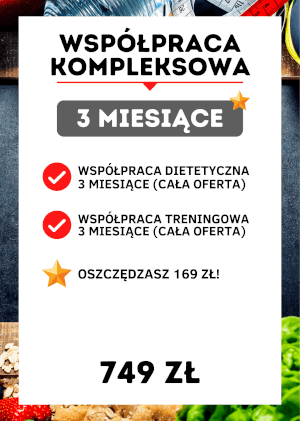 WSPÓŁPRACA
KOMPLEKSOWA
3 MIESIĄCE
WSPÓŁPRACA DIETETYCZNA
3 MIESIĄCE (CAŁA OFERTA)
WSPÓŁPRACA TRENINGOWA
3 MIESIĄCE (CAŁA OFERTA)
OSZCZĘDZASZ 169 ZŁ!
749 ZŁ